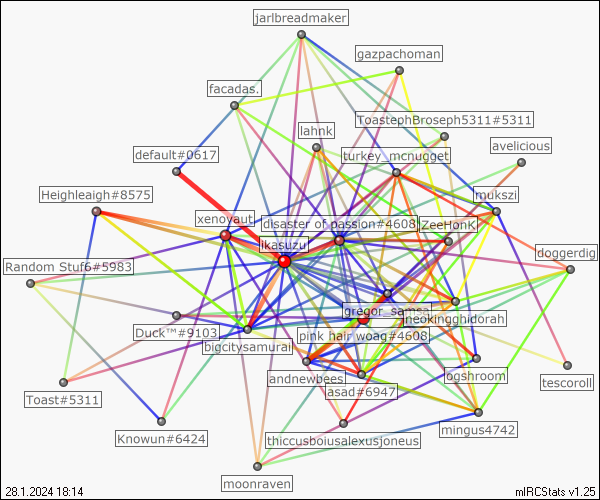 jarlbreadmaker
gazpachoman
facadas.
ToastephBroseph5311#5311
lahnk
avelicious
default#0617
turkey_mcnugget
Heighleaigh#8575
mukszi
xenoyaut
disaster of passion#4608
ZeeHonK
ikasuzu
doggerdig
Random Stuf6#5983
gregor_samsa
neokingghidorah
Duck™#9103
pink hair woag#4608
bigcitysamurai
andnewbees
bgshroom
tescoroll
asad#6947
Toast#5311
mingus4742
Knowun#6424
thiccusboiusalexusjoneus
moonraven
28.1.2024 18:14
mIRCStats v1.25